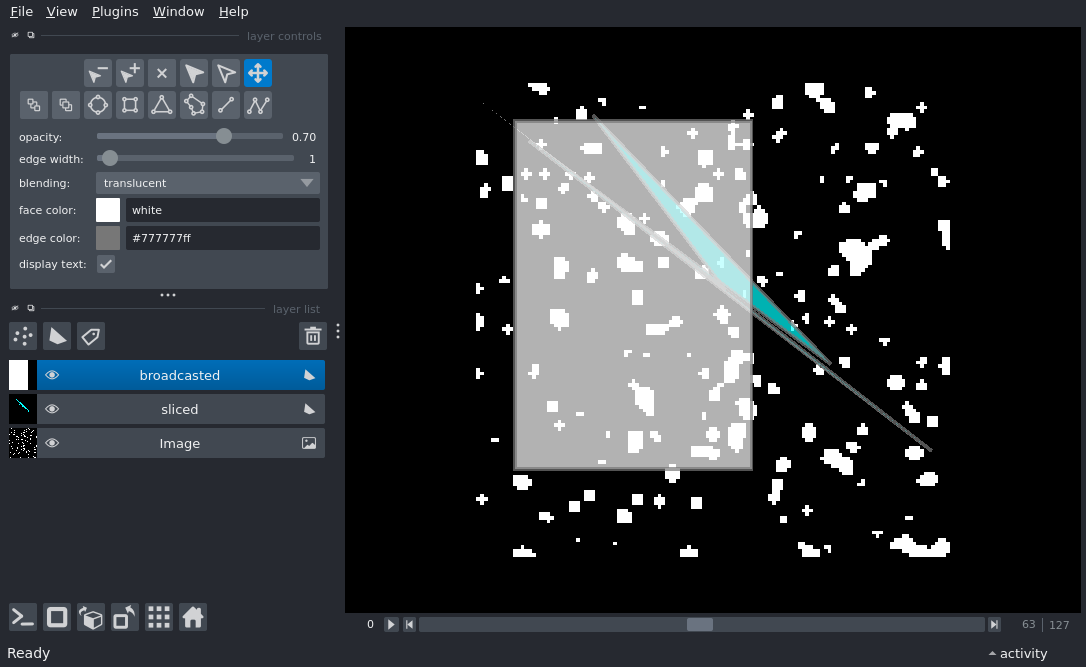 File View Plugins Window Help
layer controls
opacity: 0.70
edge width: 1
blending: translucent
face color: white
edge color: #777777ff
display text:
layer list
broadcasted
sliced
Image
0 63 127
Ready activity